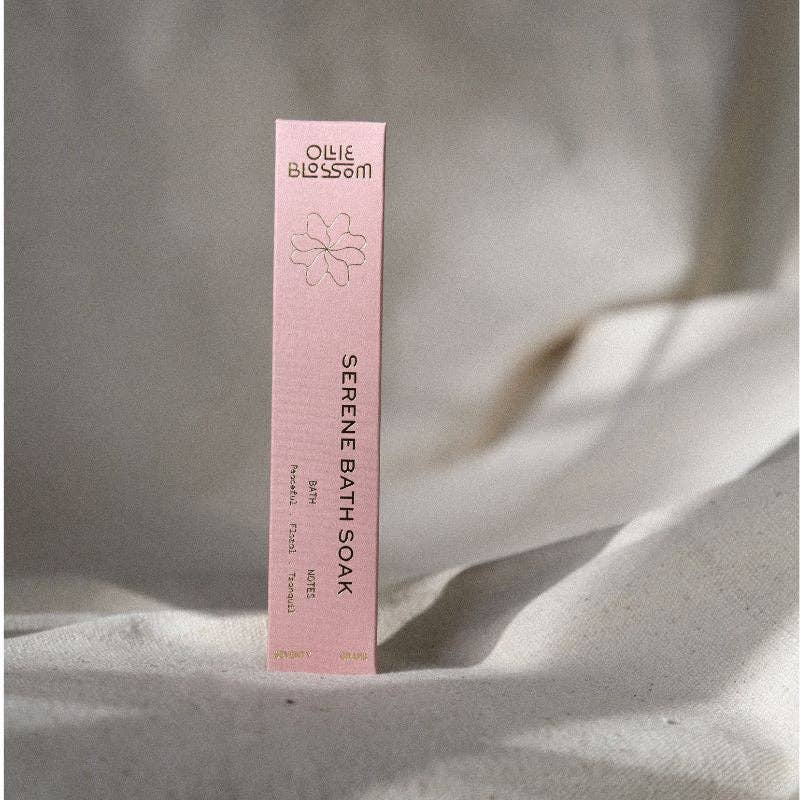 OLLIE
BLOSSOM
SERENE BATH SOAK
BATH NOTES
Peaceful . Floral . Tranquil
SEVENTY GRAMS